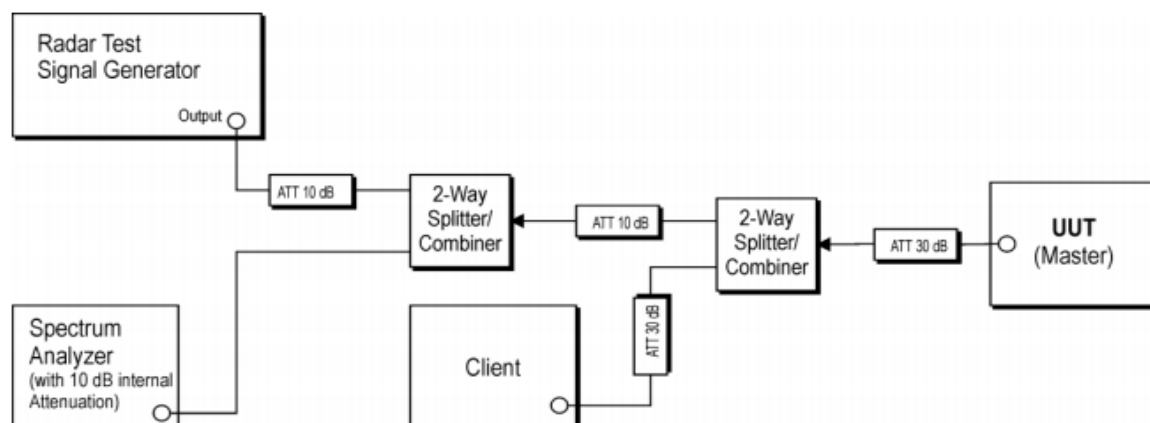 Radar Test
Signal Generator
Output
ATT 10 dB
2-Way
Splitter/
Combiner
ATT 10 dB
2-Way
Splitter/
Combiner
ATT 30 dB
UUT
(Master)
Spectrum
Analyzer
(with 10 dB internal
Attenuation)
Client
ATT 30 dB